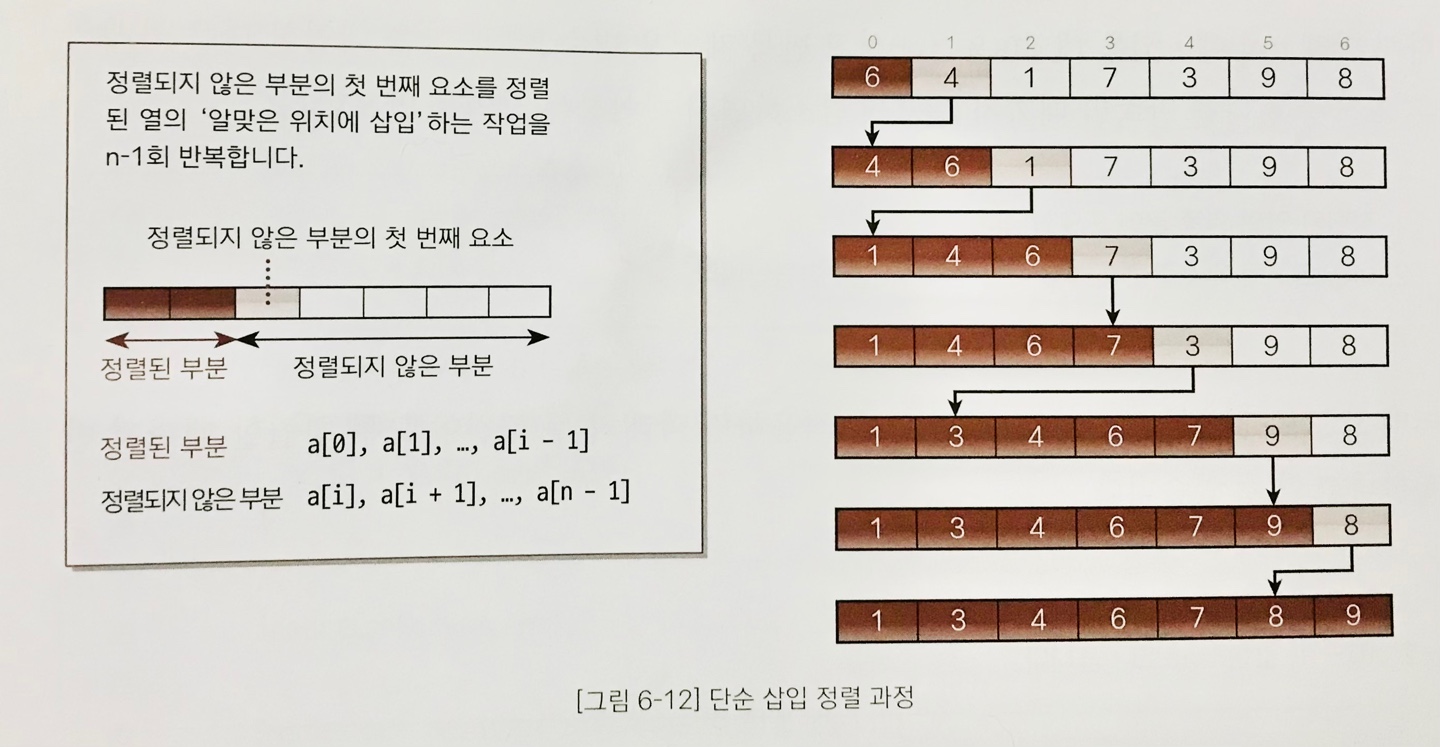 정렬되지 않은 부분의 첫 번째 요소를 정렬
된 열의 ‘알맞은 위치에 삽입’하는 작업을
n-1회 반복합니다.
정렬되지 않은 부분의 첫 번째 요소
정렬된 부분 정렬되지 않은 부분
정렬된 부분 a[0], a[1], …, a[i - 1]
정렬되지 않은 부분 a[i], a[i + 1], …, a[n - 1]
0 1 2 3 4 5 6
6 4 1 7 3 9 8
4 6 1 7 3 9 8
1 4 6 7 3 9 8
1 4 6 7 3 9 8
1 3 4 6 7 9 8
1 3 4 6 7 9 8
1 3 4 6 7 8 9
[그림 6-12] 단순 삽입 정렬 과정